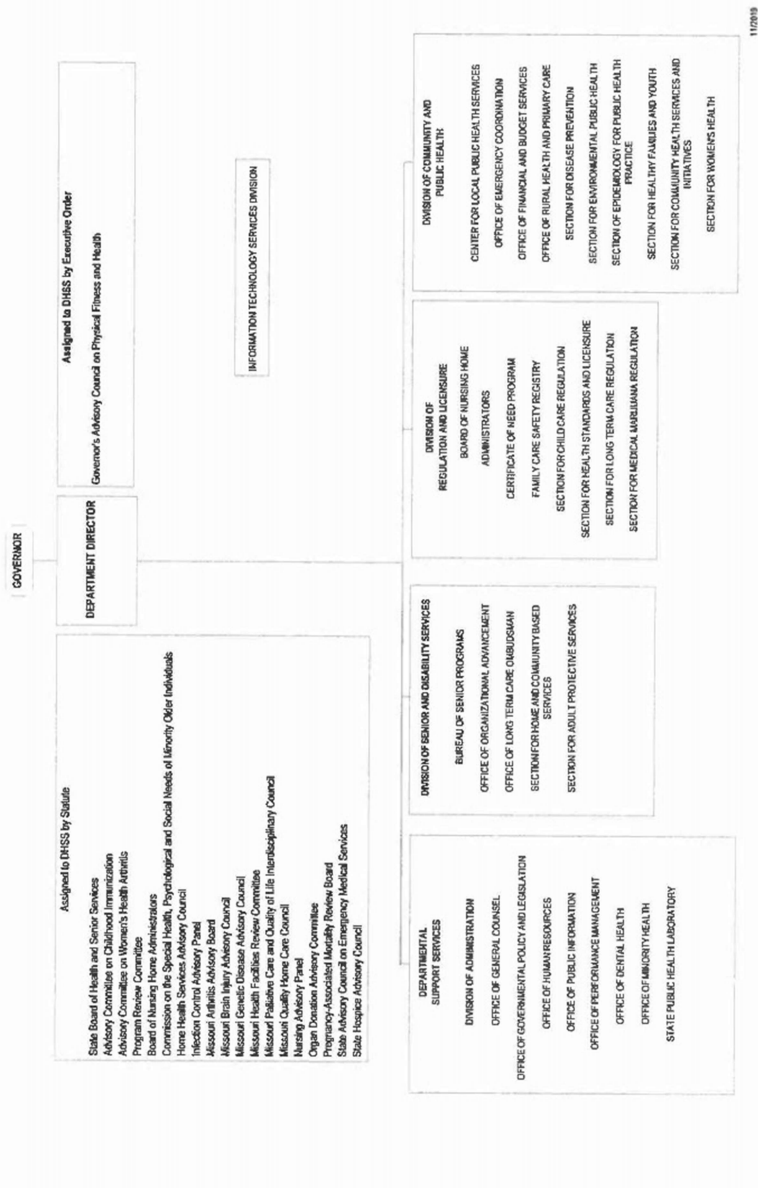 GOVERNOR
Assigned to DHSS by Statute
State Board of Health and Senior Services
Advisory Committee on Childhood Immunization
Advisory Committee on Women's Health Arthritis
Program Review Committee
Board of Nursing Home Administrators
Commission on the Special Health, Psychological and Social Needs of Minority Older Individuals
Home Health Services Advisory Council
Infection Control Advisory Panel
Missouri Arthritis Advisory Board
Missouri Brain Injury Advisory Council
Missouri Genetic Disease Advisory Council
Missouri Health Facilities Review Committee
Missouri Palliative Care and Quality of Life Interdisciplinary Council
Missouri Quality Home Care Council
Nursing Advisory Panel
Organ Donation Advisory Committee
Pregnancy-Associated Mortality Review Board
State Advisory Council on Emergency Medical Services
State Hospice Advisory Council
DEPARTMENT DIRECTOR
Assigned to DHSS by Executive Order
Governor's Advisory Council on Physical Fitness and Health
INFORMATION TECHNOLOGY SERVICES DIVISION
DEPARTMENTAL
SUPPORT SERVICES
DIVISION OF ADMINISTRATION
OFFICE OF GENERAL COUNSEL
OFFICE OF GOVERNMENTAL POLICY AND LEGISLATION
OFFICE OF HUMAN RESOURCES
OFFICE OF PUBLIC INFORMATION
OFFICE OF PERFORMANCE MANAGEMENT
OFFICE OF DENTAL HEALTH
OFFICE OF MINORITY HEALTH
STATE PUBLIC HEALTH LABORATORY
DIVISION OF SENIOR AND DISABILITY SERVICES
BUREAU OF SENIOR PROGRAMS
OFFICE OF ORGANIZATIONAL ADVANCEMENT
OFFICE OF LONG TERM CARE OMBUDSMAN
SECTION FOR HOME AND COMMUNITY BASED
SERVICES
SECTION FOR ADULT PROTECTIVE SERVICES
DIVISION OF
REGULATION AND LICENSURE
BOARD OF NURSING HOME
ADMINISTRATORS
CERTIFICATE OF NEED PROGRAM
FAMILY CARE SAFETY REGISTRY
SECTION FOR CHILD CARE REGULATION
SECTION FOR HEALTH STANDARDS AND LICENSURE
SECTION FOR LONG TERM CARE REGULATION
SECTION FOR MEDICAL MARIJUANA REGULATION
DIVISION OF COMMUNITY AND
PUBLIC HEALTH
CENTER FOR LOCAL PUBLIC HEALTH SERVICES
OFFICE OF EMERGENCY COORDINATION
OFFICE OF FINANCIAL AND BUDGET SERVICES
OFFICE OF RURAL HEALTH AND PRIMARY CARE
SECTION FOR DISEASE PREVENTION
SECTION FOR ENVIRONMENTAL PUBLIC HEALTH
SECTION OF EPIDEMIOLOGY FOR PUBLIC HEALTH
PRACTICE
SECTION FOR HEALTHY FAMILIES AND YOUTH
SECTION FOR COMMUNITY HEALTH SERVICES AND
INITIATIVES
SECTION FOR WOMEN'S HEALTH
11/2019